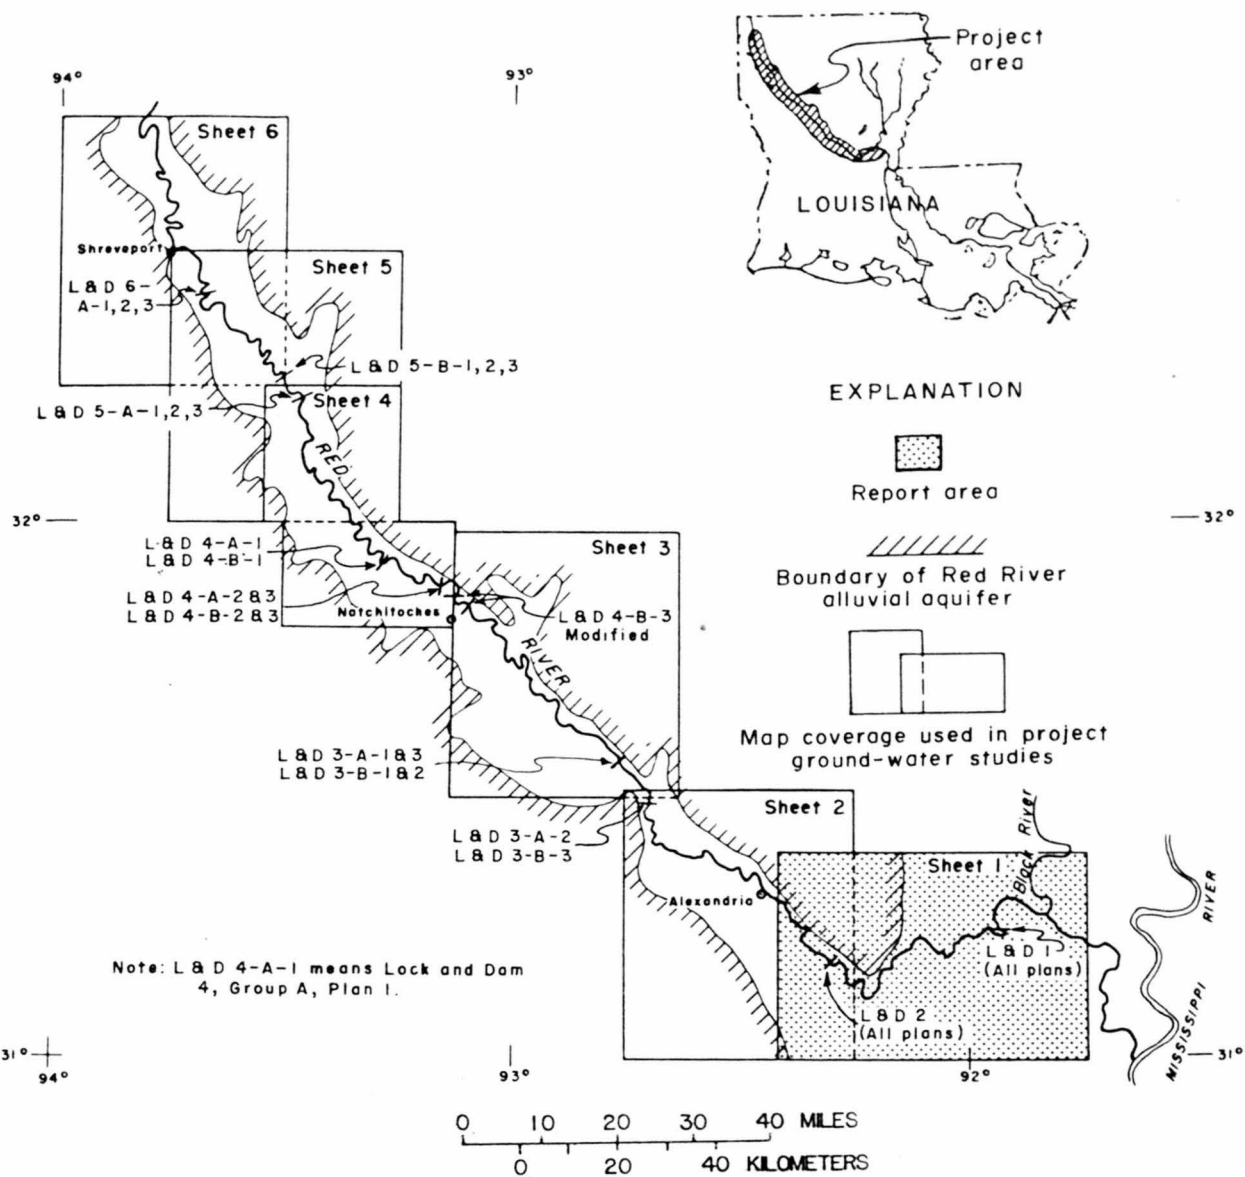 Project
area
94°
93°
Sheet 6
LOUISIANA
Shreveport
Sheet 5
L & D 6-
A-1,2,3
L & D 5-B-1,2,3
EXPLANATION
L & D 5-A-1,2,3
Sheet 4
RED
Report area
32°
32°
L & D 4-A-1
L & D 4-B-1
Sheet 3
Boundary of Red River
alluvial aquifer
L & D 4-A-2&3
L & D 4-B-2&3
Natchitoches
L & D 4-B-3
Modified
RIVER
Map coverage used in project
ground-water studies
L & D 3-A-1&3
L & D 3-B-1&2
Sheet 2
L & D 3-A-2
L & D 3-B-3
Black River
Sheet 1
Alexandria
RIVER
L & D 1
(All plans)
Note: L & D 4-A-1 means Lock and Dam
4, Group A, Plan 1.
L & D 2
(All plans)
MISSISSIPPI
31°
31°
94°
93°
92°
0 10 20 30 40 MILES
0 20 40 KILOMETERS